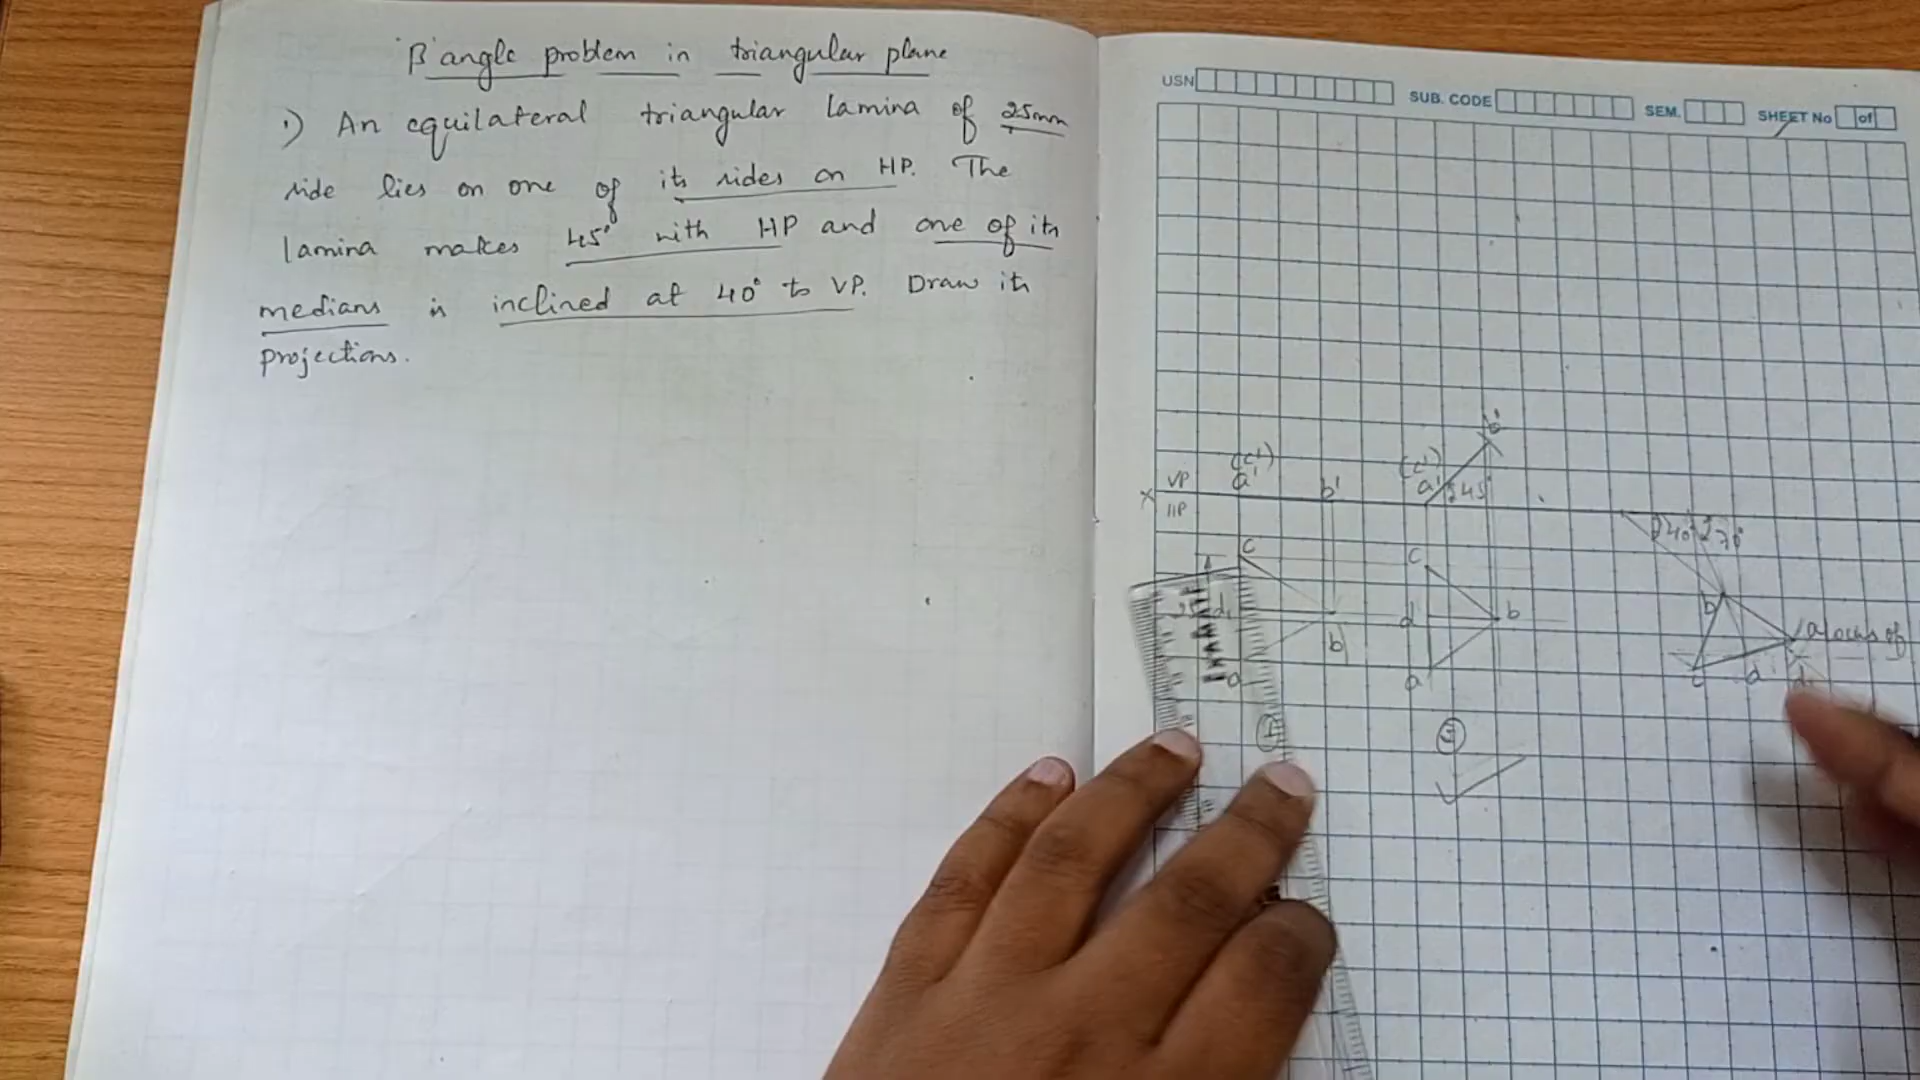 β angle problem in triangular plane
1) An equilateral triangular lamina of 25mm
side lies on one of its sides on HP. The
lamina makes 45° with HP and one of its
medians is inclined at 40° to VP. Draw its
projections.
USN SUB. CODE SEM. SHEET No of
b'
(c') (c')
a' a' 45°
VP b'
X
HP
40° 70°
c c
d1 d b b
b a locus of
a a c d d1
1 2